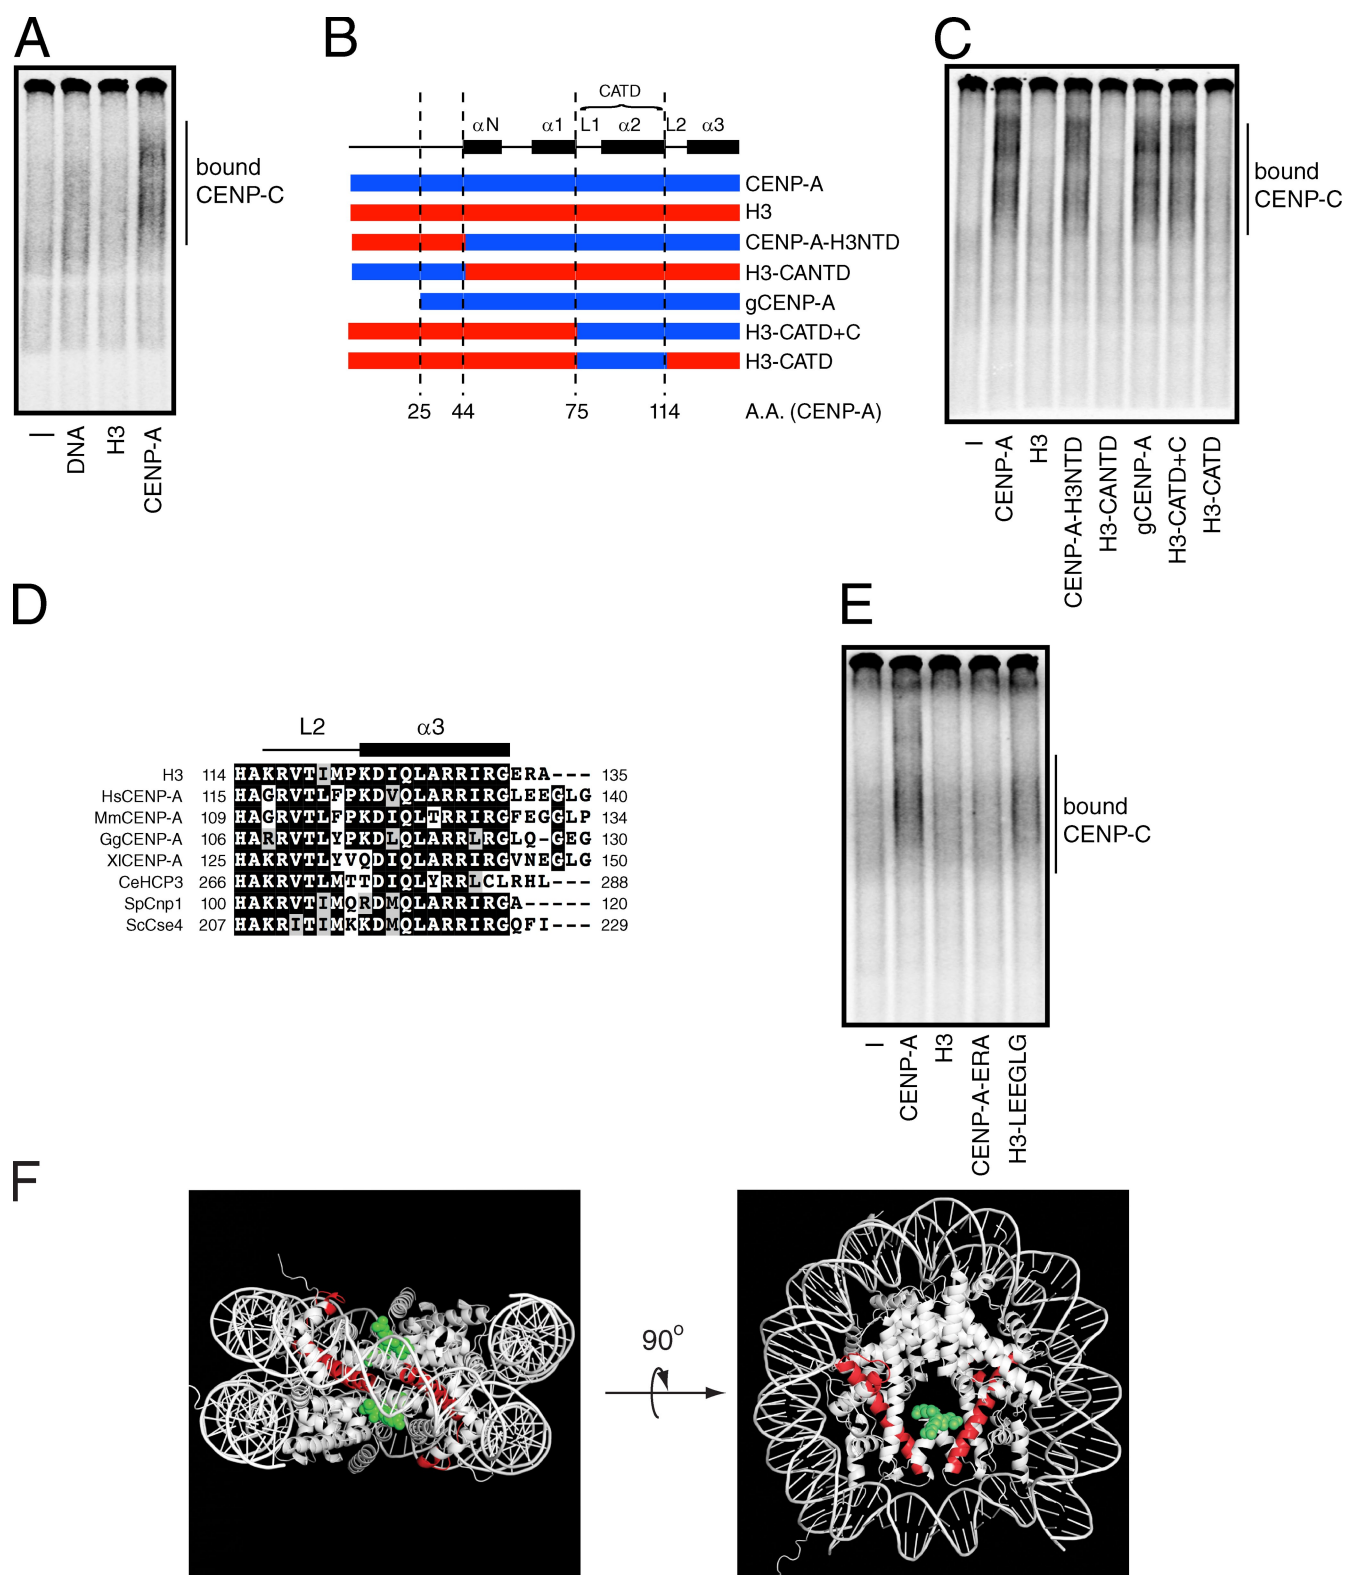 A
bound
CENP-C
—
DNA
H3
CENP-A
B
CATD
αN α1 L1 α2 L2 α3
CENP-A
H3
CENP-A-H3NTD
H3-CANTD
gCENP-A
H3-CATD+C
H3-CATD
25 44 75 114 A.A. (CENP-A)
C
bound
CENP-C
—
CENP-A
H3
CENP-A-H3NTD
H3-CANTD
gCENP-A
H3-CATD+C
H3-CATD
D
L2 α3
H3 114 HAKRVTIMPKDIQLARRIRGERA--- 135
HsCENP-A 115 HAGRVTLFPKDVQLARRIRGLEEGLG 140
MmCENP-A 109 HAGRVTLFPKDIQLTRRIRGFEGGLP 134
GgCENP-A 106 HARRVTLYPKDLQLARRLRGLQ-GEG 130
XlCENP-A 125 HAKRVTLYVQDIQLARRIRGVNEGLG 150
CeHCP3 266 HAKRVTLMTTDIQLYRRLCLRHL--- 288
SpCnp1 100 HAKRVTIMQRDMQLARRIRGA----- 120
ScCse4 207 HAKRITIMKKDMQLARRIRGQFI--- 229
E
bound
CENP-C
—
CENP-A
H3
CENP-A-ERA
H3-LEEGLG
F
90°